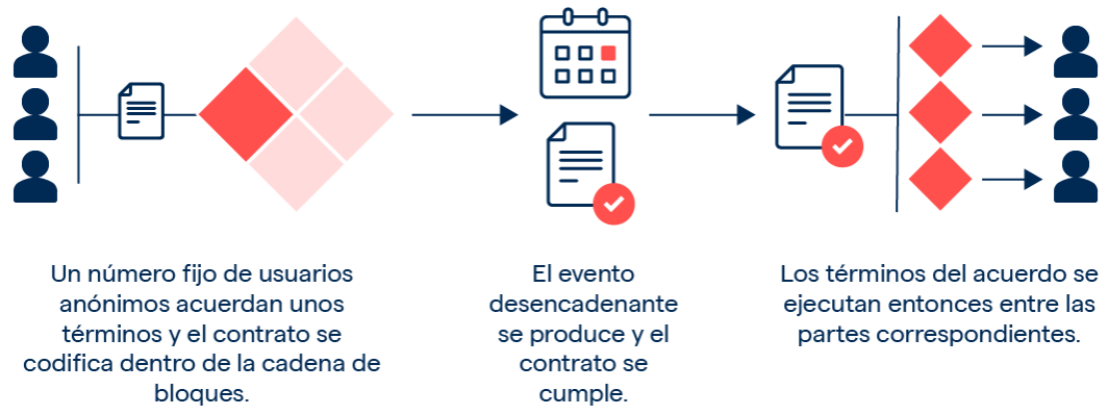 Un número fijo de usuarios
anónimos acuerdan unos
términos y el contrato se
codifica dentro de la cadena de
bloques.
El evento
desencadenante
se produce y el
contrato se
cumple.
Los términos del acuerdo se
ejecutan entonces entre las
partes correspondientes.